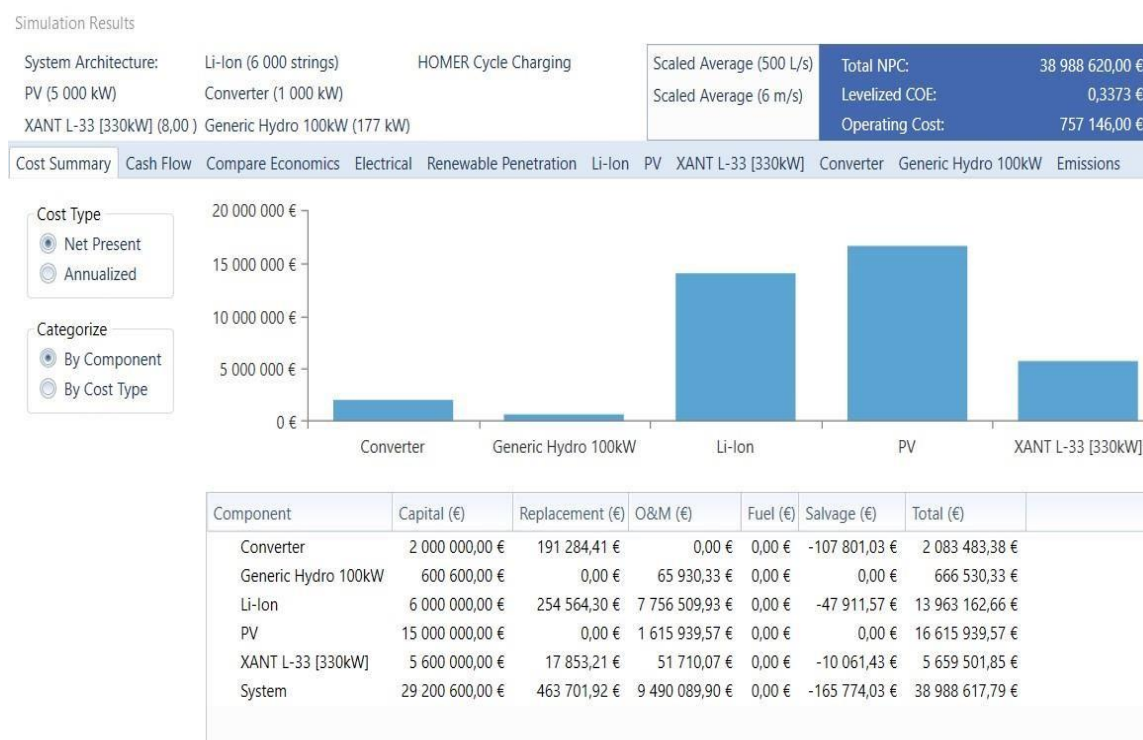 Simulation Results
System Architecture: Li-Ion (6 000 strings) HOMER Cycle Charging
PV (5 000 kW) Converter (1 000 kW)
XANT L-33 [330kW] (8,00 ) Generic Hydro 100kW (177 kW)
Scaled Average (500 L/s)
Scaled Average (6 m/s)
Total NPC: 38 988 620,00 €
Levelized COE: 0,3373 €
Operating Cost: 757 146,00 €
Cost Summary Cash Flow Compare Economics Electrical Renewable Penetration Li-Ion PV XANT L-33 [330kW] Converter Generic Hydro 100kW Emissions
Cost Type
Net Present
Annualized
Categorize
By Component
By Cost Type
20 000 000 €
15 000 000 €
10 000 000 €
5 000 000 €
0 €
Converter Generic Hydro 100kW Li-Ion PV XANT L-33 [330kW]
Component Capital (€) Replacement (€) O&M (€) Fuel (€) Salvage (€) Total (€)
Converter 2 000 000,00 € 191 284,41 € 0,00 € 0,00 € -107 801,03 € 2 083 483,38 €
Generic Hydro 100kW 600 600,00 € 0,00 € 65 930,33 € 0,00 € 0,00 € 666 530,33 €
Li-Ion 6 000 000,00 € 254 564,30 € 7 756 509,93 € 0,00 € -47 911,57 € 13 963 162,66 €
PV 15 000 000,00 € 0,00 € 1 615 939,57 € 0,00 € 0,00 € 16 615 939,57 €
XANT L-33 [330kW] 5 600 000,00 € 17 853,21 € 51 710,07 € 0,00 € -10 061,43 € 5 659 501,85 €
System 29 200 600,00 € 463 701,92 € 9 490 089,90 € 0,00 € -165 774,03 € 38 988 617,79 €